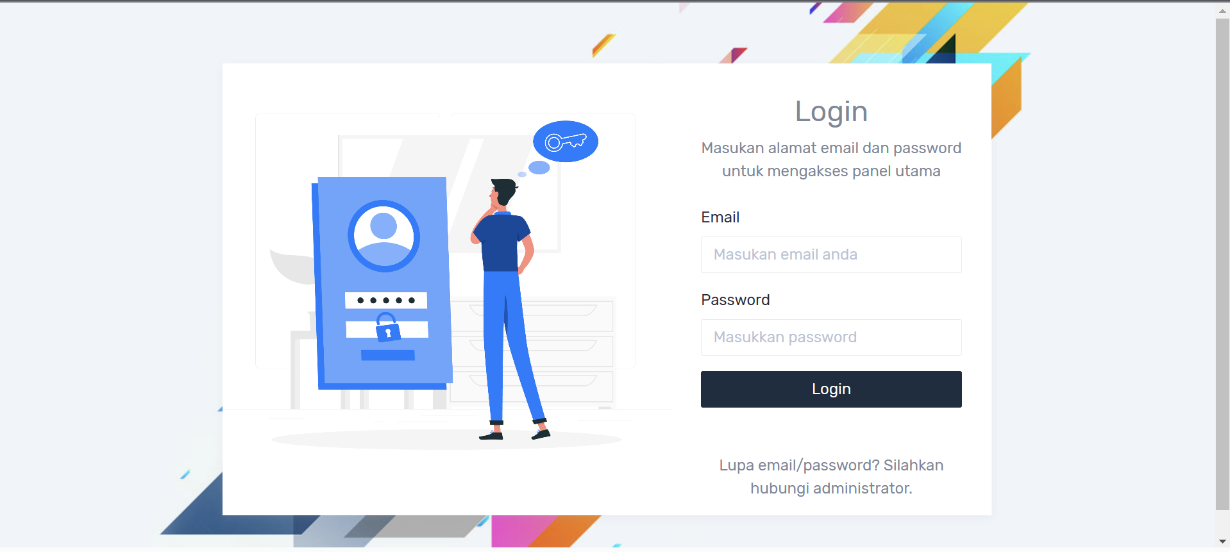 Login
Masukan alamat email dan password
untuk mengakses panel utama
Email
Masukan email anda
Password
Masukkan password
Login
Lupa email/password? Silahkan
hubungi administrator.